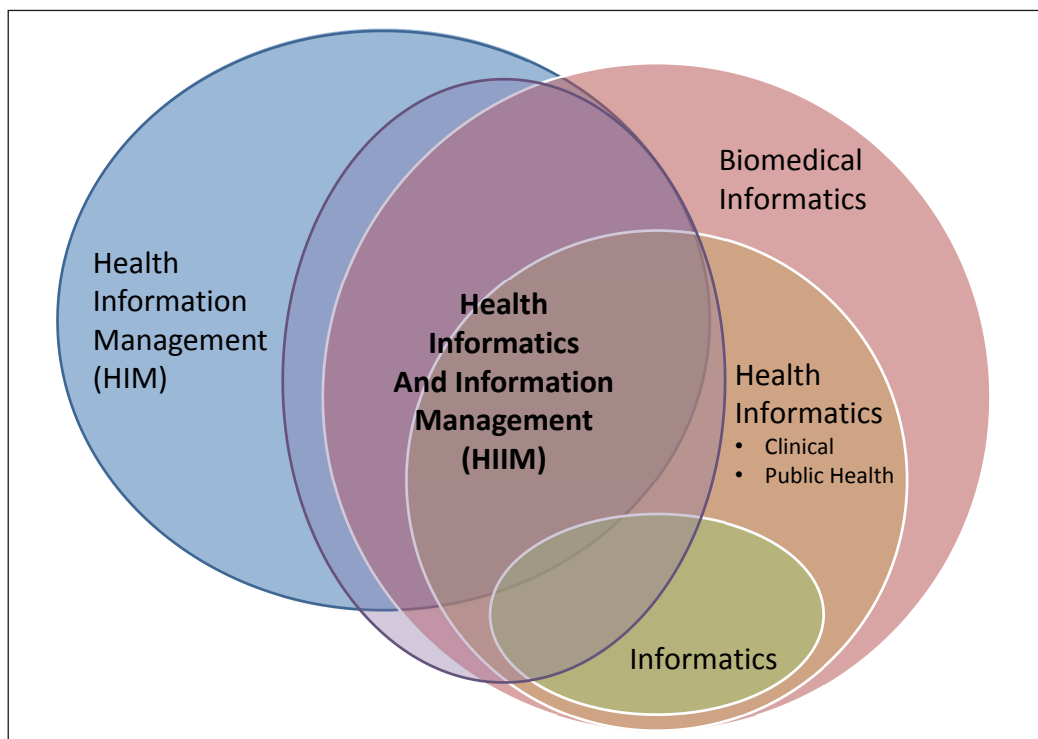 Biomedical
Informatics
Health
Information
Management
(HIM)
Health
Informatics
And Information
Management
(HIIM)
Health
Informatics
• Clinical
• Public Health
Informatics